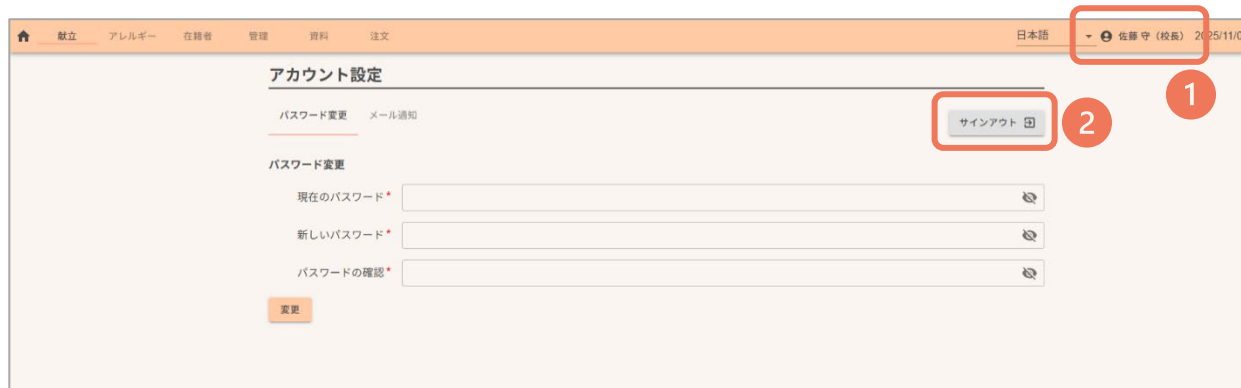 献立 アレルギー 在籍者 管理 資料 注文 日本語 佐藤 守（校長） 2025/11/0
1
アカウント設定
パスワード変更 メール通知
サインアウト
2
パスワード変更
現在のパスワード*
新しいパスワード*
パスワードの確認*
変更